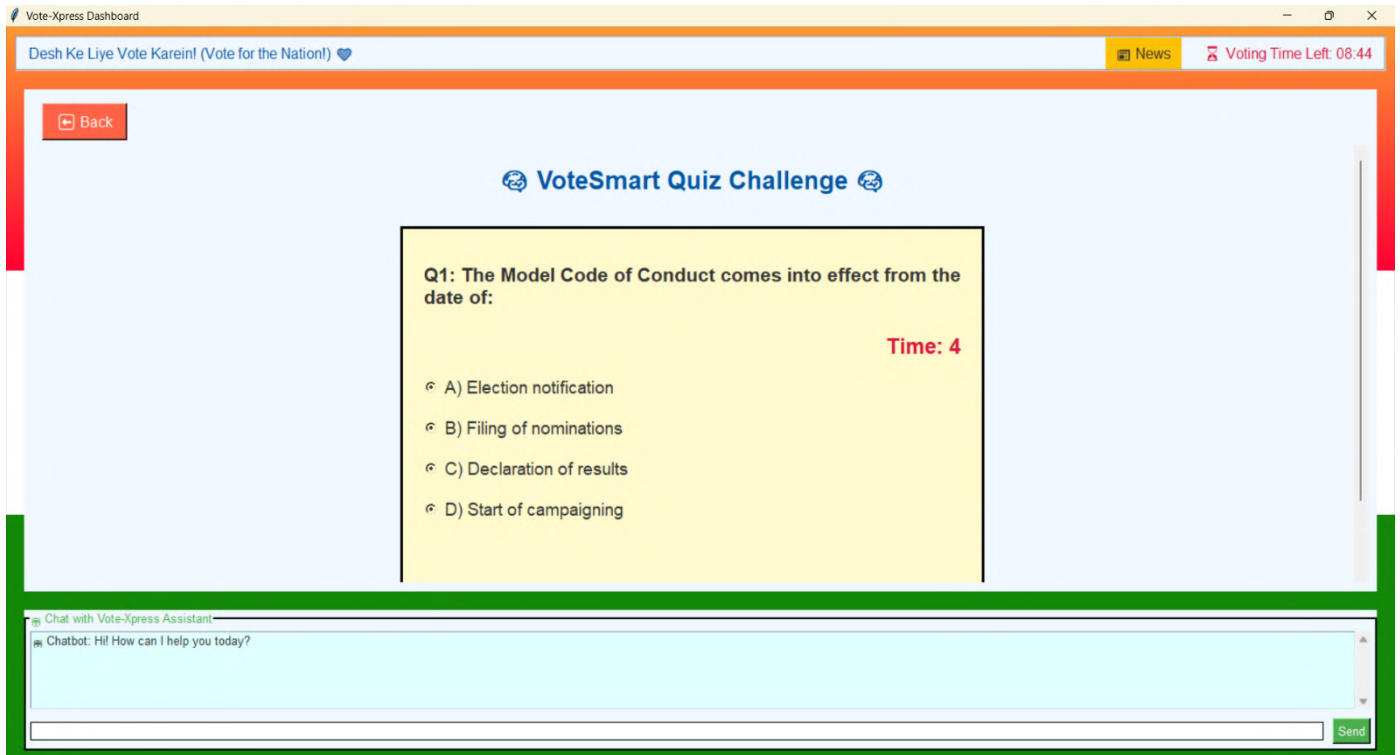 Vote-Xpress Dashboard
Desh Ke Liye Vote Karein! (Vote for the Nation!) 💙
News
Voting Time Left: 08:44
Back
VoteSmart Quiz Challenge
Q1: The Model Code of Conduct comes into effect from the
date of:
Time: 4
A) Election notification
B) Filing of nominations
C) Declaration of results
D) Start of campaigning
Chat with Vote-Xpress Assistant
Chatbot: Hi! How can I help you today?
Send